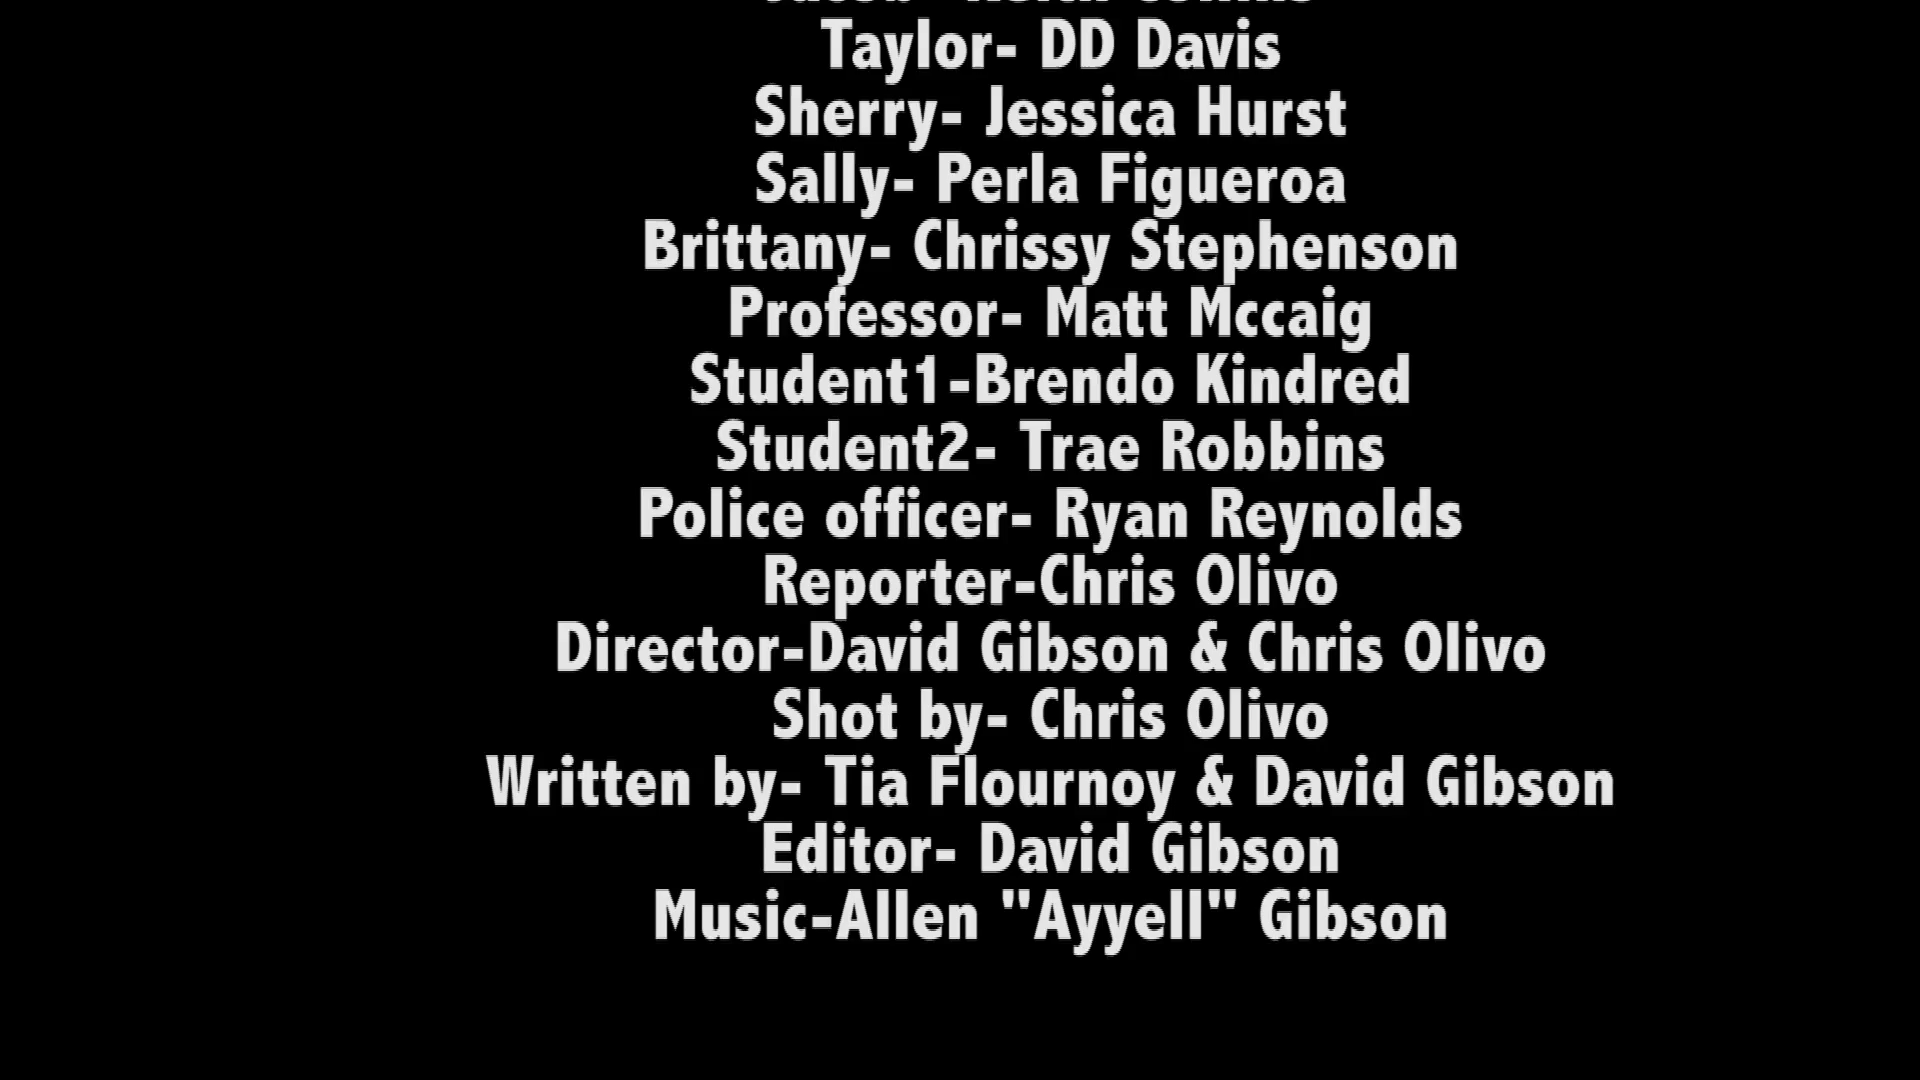 Taylor- DD Davis
Sherry- Jessica Hurst
Sally- Perla Figueroa
Brittany- Chrissy Stephenson
Professor- Matt Mccaig
Student1-Brendo Kindred
Student2- Trae Robbins
Police officer- Ryan Reynolds
Reporter-Chris Olivo
Director-David Gibson & Chris Olivo
Shot by- Chris Olivo
Written by- Tia Flournoy & David Gibson
Editor- David Gibson
Music-Allen "Ayyell" Gibson